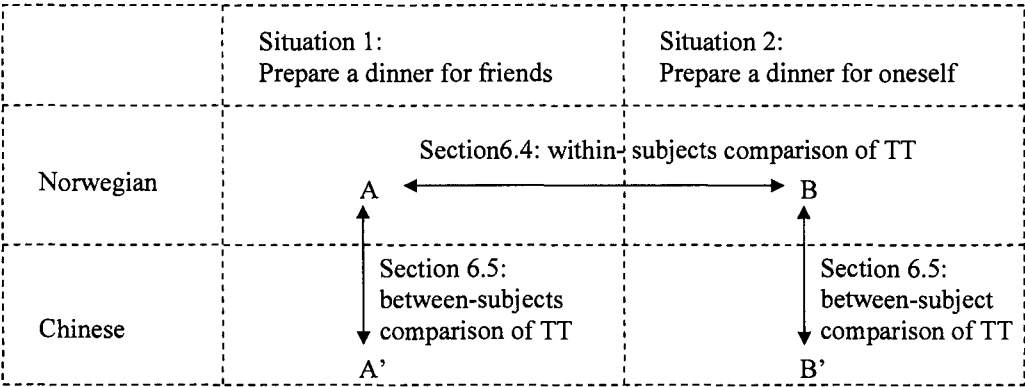 Situation 1:
Prepare a dinner for friends
Situation 2:
Prepare a dinner for oneself
Section6.4: within- subjects comparison of TT
Norwegian
A
B
Section 6.5:
between-subjects
comparison of TT
Section 6.5:
between-subject
comparison of TT
Chinese
A’
B’